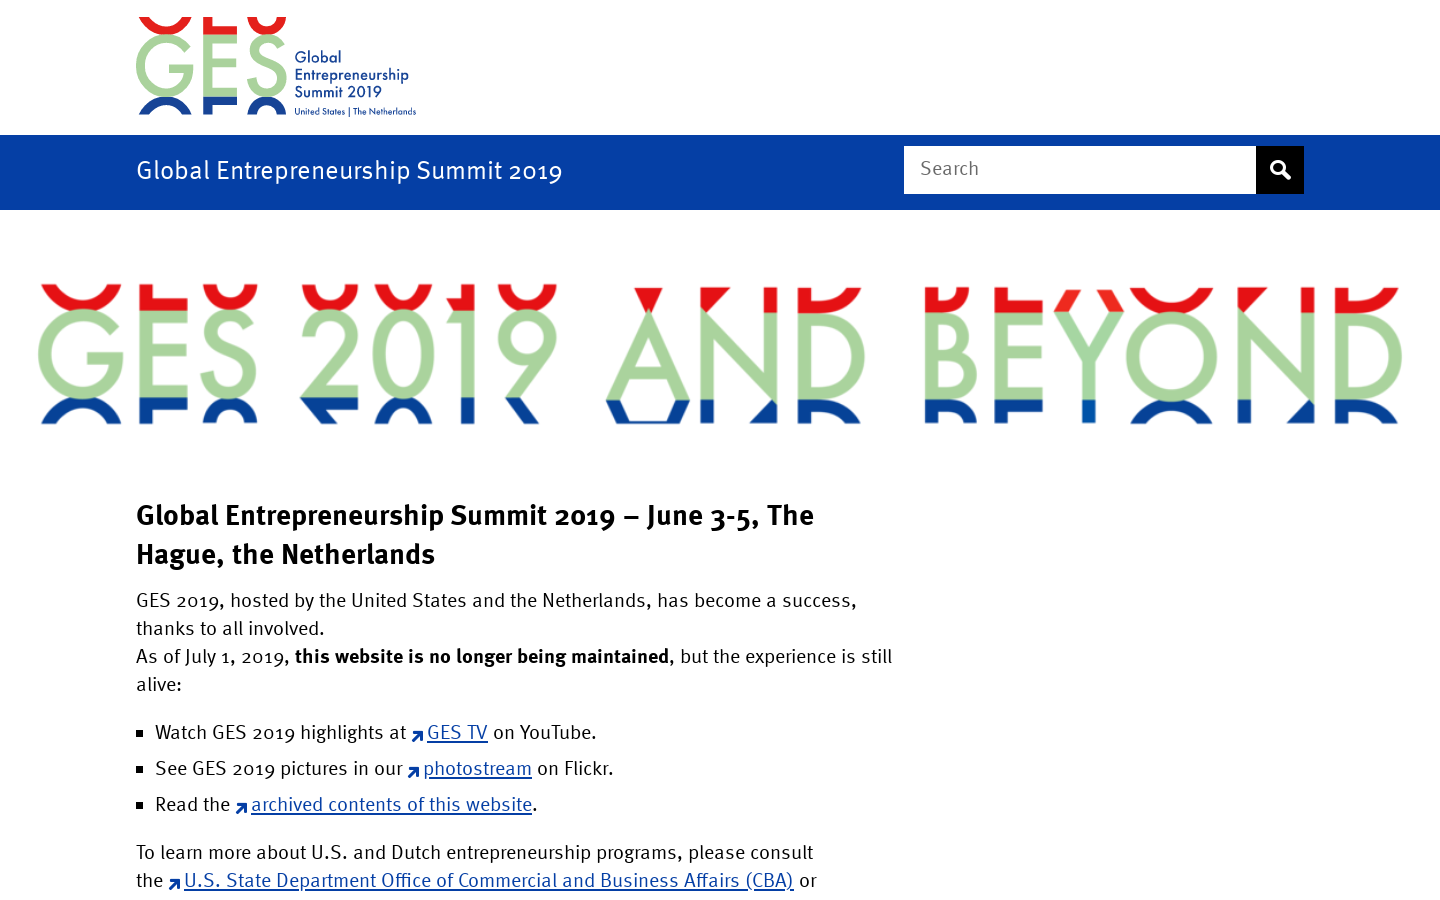 GES
Global
Entrepreneurship
Summit 2019
United States | The Netherlands
Global Entrepreneurship Summit 2019
Search
GES 2019 AND BEYOND
Global Entrepreneurship Summit 2019 – June 3-5, The
Hague, the Netherlands
GES 2019, hosted by the United States and the Netherlands, has become a success,
thanks to all involved.
As of July 1, 2019, this website is no longer being maintained, but the experience is still
alive:
Watch GES 2019 highlights at GES TV on YouTube.
See GES 2019 pictures in our photostream on Flickr.
Read the archived contents of this website.
To learn more about U.S. and Dutch entrepreneurship programs, please consult
the U.S. State Department Office of Commercial and Business Affairs (CBA) or